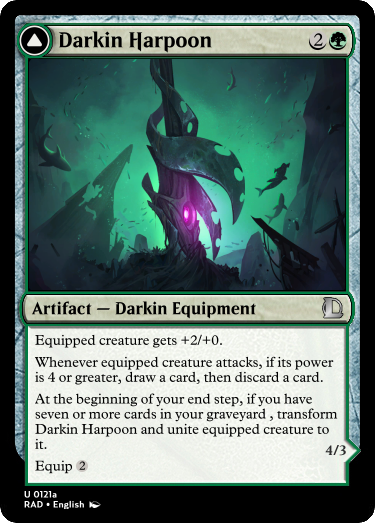 Darkin Harpoon 2
Artifact — Darkin Equipment
Equipped creature gets +2/+0.
Whenever equipped creature attacks, if its power
is 4 or greater, draw a card, then discard a card.
At the beginning of your end step, if you have
seven or more cards in your graveyard , transform
Darkin Harpoon and unite equipped creature to
it.
4/3
Equip 2
U 0121a
RAD • English